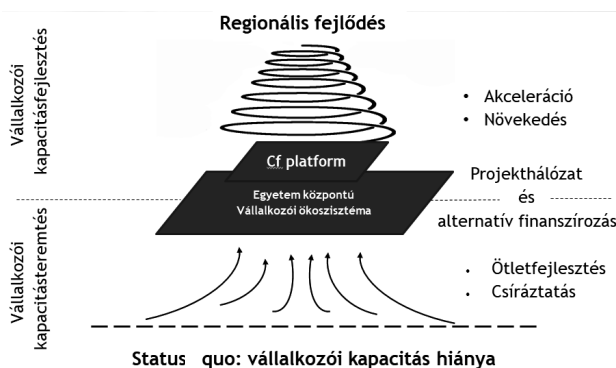 Regionális fejlődés
Vállalkozói
kapacitásfejlesztés
• Akceleráció
• Növekedés
Cf platform
Egyetem központú
Vállalkozói ökoszisztéma
Projekthálózat
és
alternatív finanszírozás
Vállalkozói
kapacitásteremtés
• Ötletfejlesztés
• Csíráztatás
Status quo: vállalkozói kapacitás hiánya